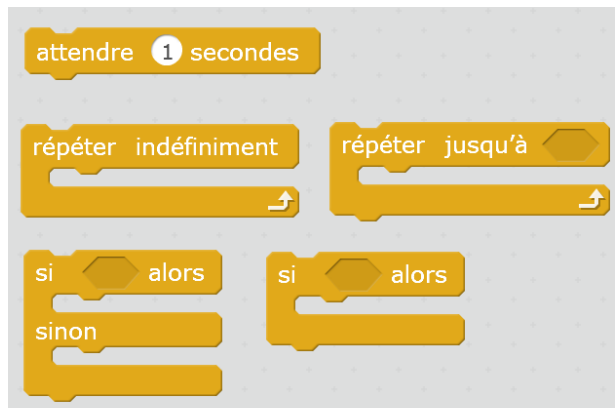 attendre 1 secondes
répéter indéfiniment
répéter jusqu'à
si alors
sinon
si alors